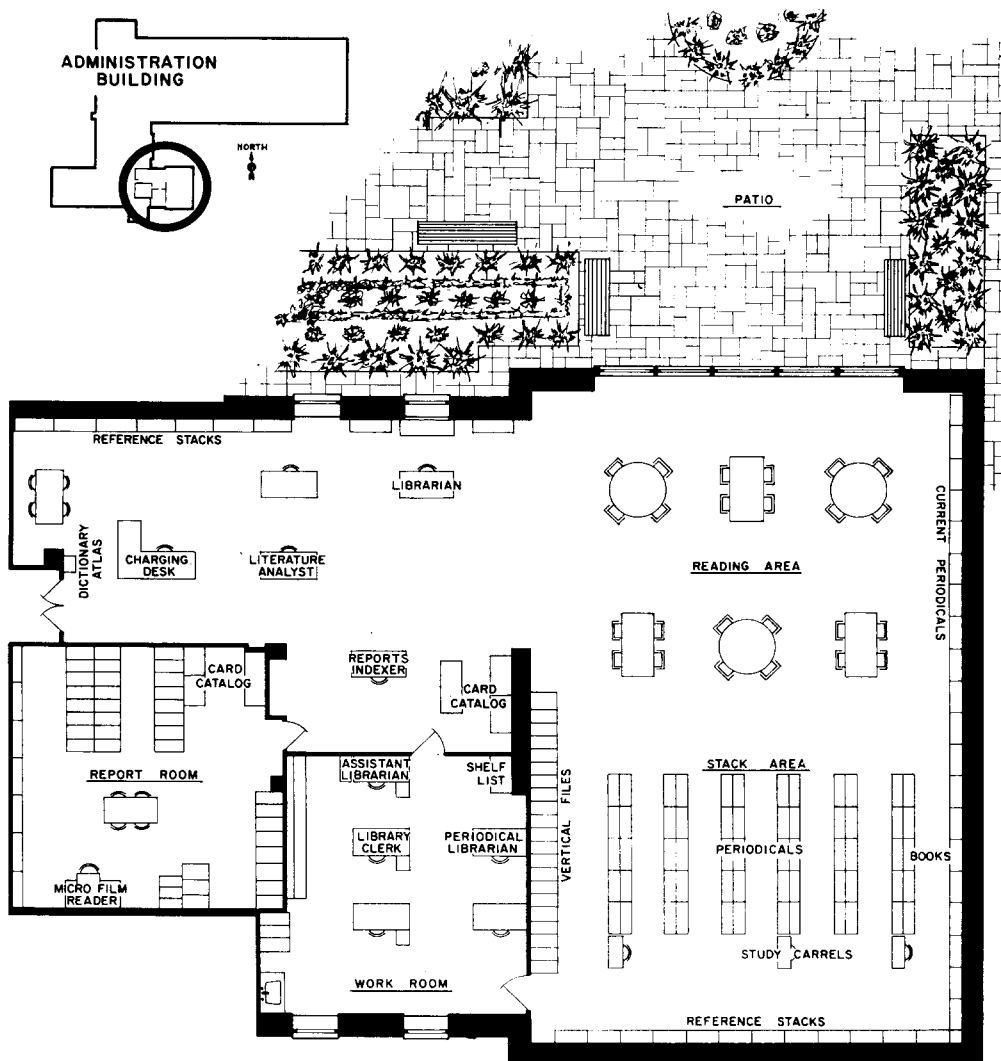 ADMINISTRATION
BUILDING
NORTH
PATIO
REFERENCE STACKS
LIBRARIAN
DICTIONARY
ATLAS
CHARGING
DESK
LITERATURE
ANALYST
READING AREA
CURRENT PERIODICALS
CARD
CATALOG
REPORTS
INDEXER
CARD
CATALOG
REPORT ROOM
ASSISTANT
LIBRARIAN
SHELF
LIST
STACK AREA
VERTICAL FILES
LIBRARY
CLERK
PERIODICAL
LIBRARIAN
PERIODICALS
BOOKS
MICRO FILM
READER
STUDY CARRELS
WORK ROOM
REFERENCE STACKS